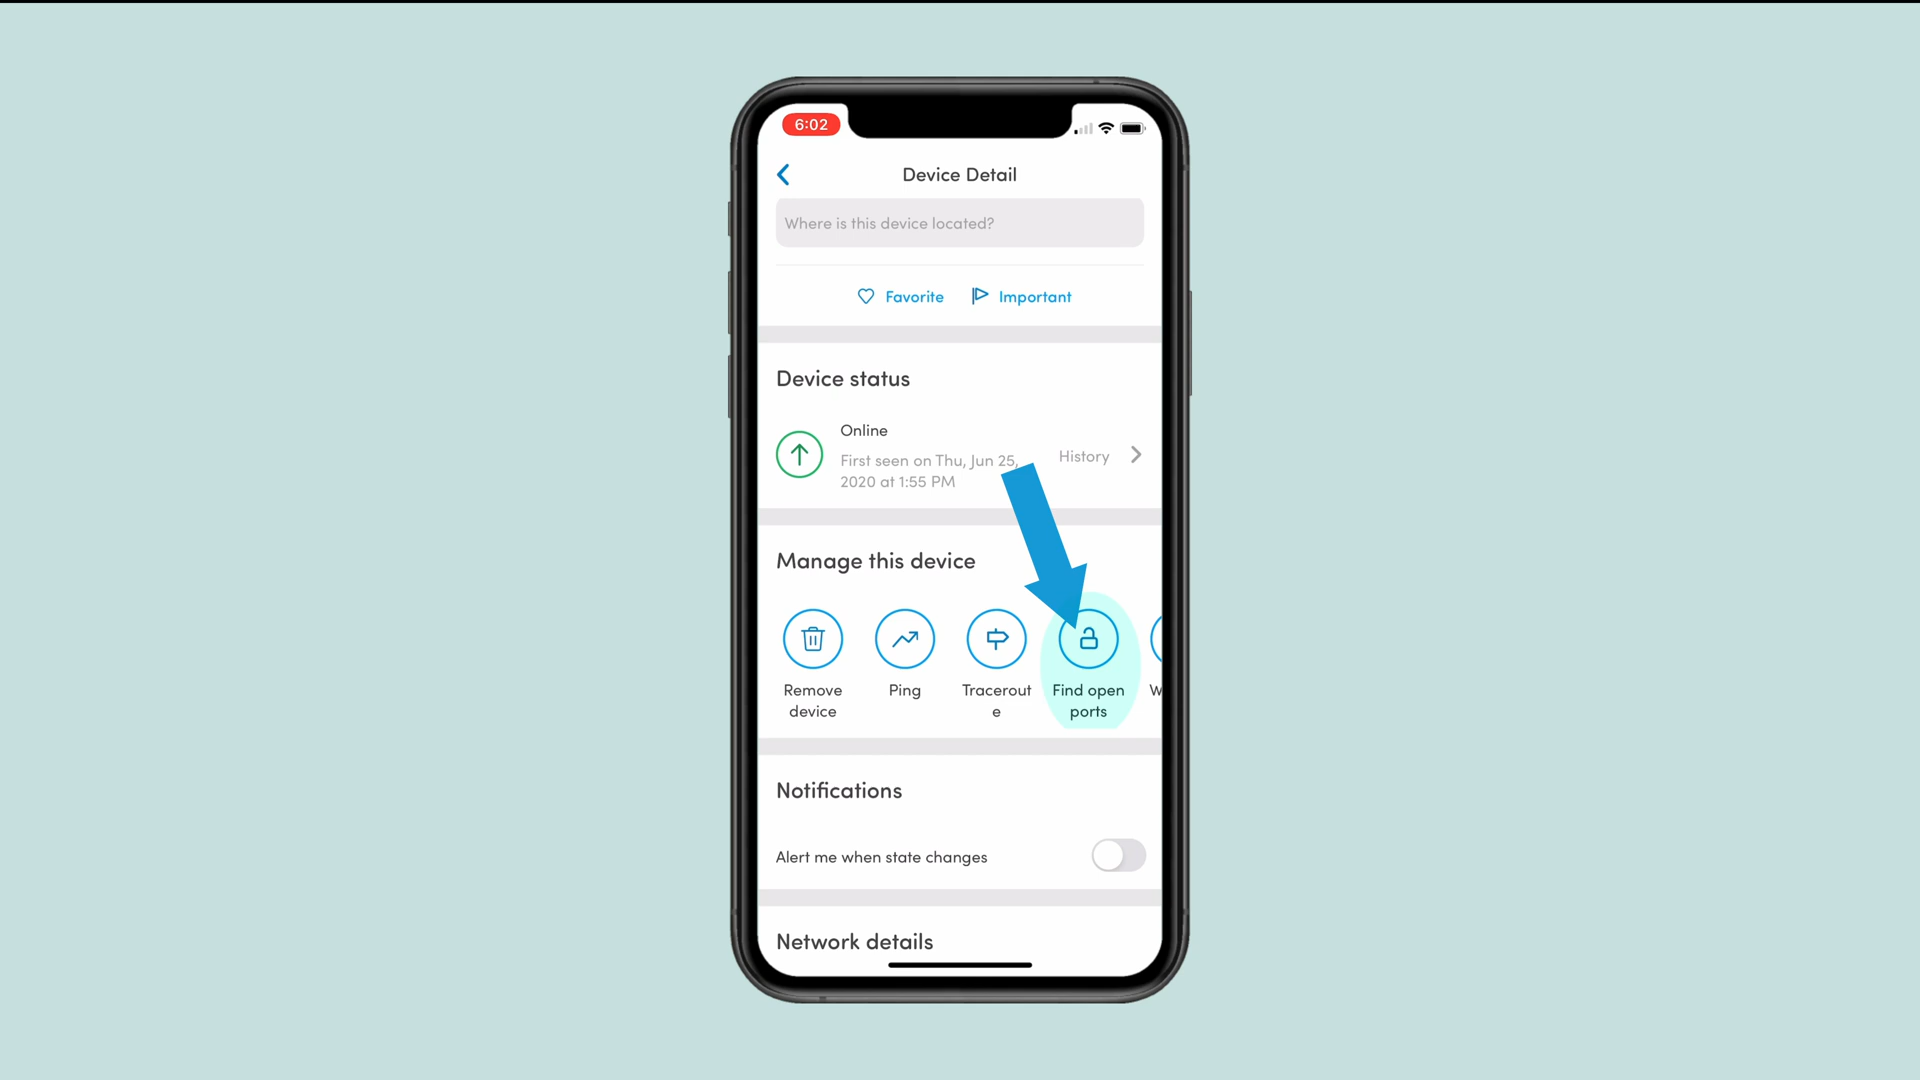 6:02
Device Detail
Where is this device located?
Favorite
Important
Device status
Online
First seen on Thu, Jun 25,
2020 at 1:55 PM
History
Manage this device
Remove
device
Ping
Tracerout
e
Find open
ports
W
Notifications
Alert me when state changes
Network details